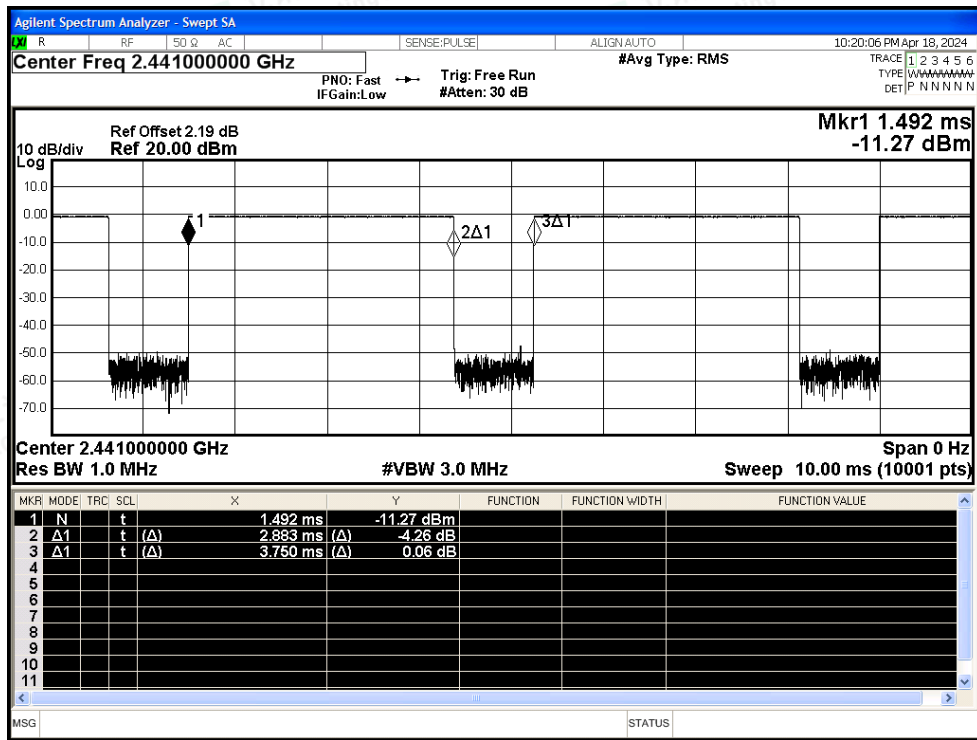 Agilent Spectrum Analyzer - Swept SA
LXI R RF 50 Ω AC SENSE:PULSE ALIGN AUTO 10:20:06 PM Apr 18, 2024
Center Freq 2.441000000 GHz #Avg Type: RMS TRACE 1 2 3 4 5 6
PNO: Fast Trig: Free Run TYPE WWWWWW
IFGain:Low #Atten: 30 dB DET P N N N N N
Mkr1 1.492 ms
Ref Offset 2.19 dB
10 dB/div Ref 20.00 dBm -11.27 dBm
Log
10.0
0.00
1
2Δ1
3Δ1
-10.0
-20.0
-30.0
-40.0
-50.0
-60.0
-70.0
Center 2.441000000 GHz Span 0 Hz
Res BW 1.0 MHz #VBW 3.0 MHz Sweep 10.00 ms (10001 pts)
MKR MODE TRC SCL X Y FUNCTION FUNCTION WIDTH FUNCTION VALUE
1 N t 1.492 ms -11.27 dBm
2 Δ1 t (Δ) 2.883 ms (Δ) -4.26 dB
3 Δ1 t (Δ) 3.750 ms (Δ) 0.06 dB
4
5
6
7
8
9
10
11
MSG STATUS